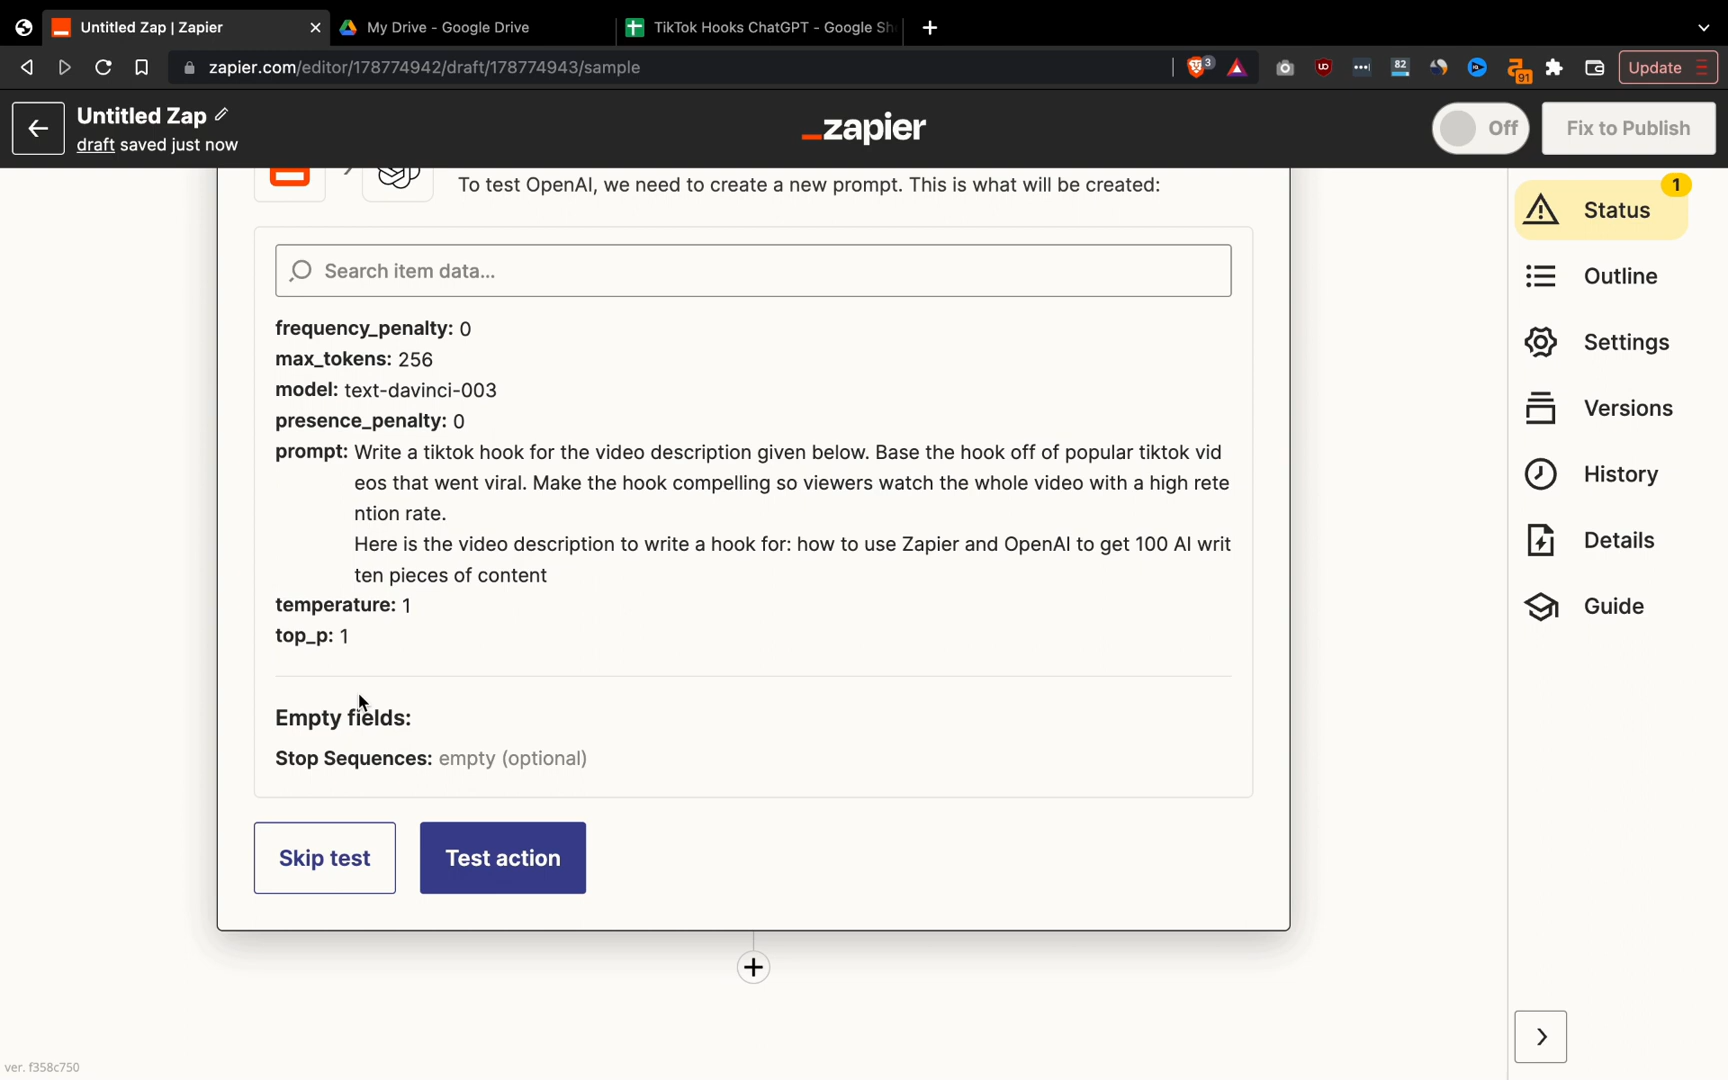 Untitled Zap | Zapier
My Drive - Google Drive
TikTok Hooks ChatGPT - Google Sh
zapier.com/editor/178774942/draft/178774943/sample
3
82
91
Update
Untitled Zap
draft saved just now
_zapier
Off
Fix to Publish
To test OpenAI, we need to create a new prompt. This is what will be created:
Search item data...
frequency_penalty: 0
max_tokens: 256
model: text-davinci-003
presence_penalty: 0
prompt: Write a tiktok hook for the video description given below. Base the hook off of popular tiktok vid
eos that went viral. Make the hook compelling so viewers watch the whole video with a high rete
ntion rate.
Here is the video description to write a hook for: how to use Zapier and OpenAI to get 100 AI writ
ten pieces of content
temperature: 1
top_p: 1
Empty fields:
Stop Sequences: empty (optional)
Skip test
Test action
1
Status
Outline
Settings
Versions
History
Details
Guide
ver. f358c750